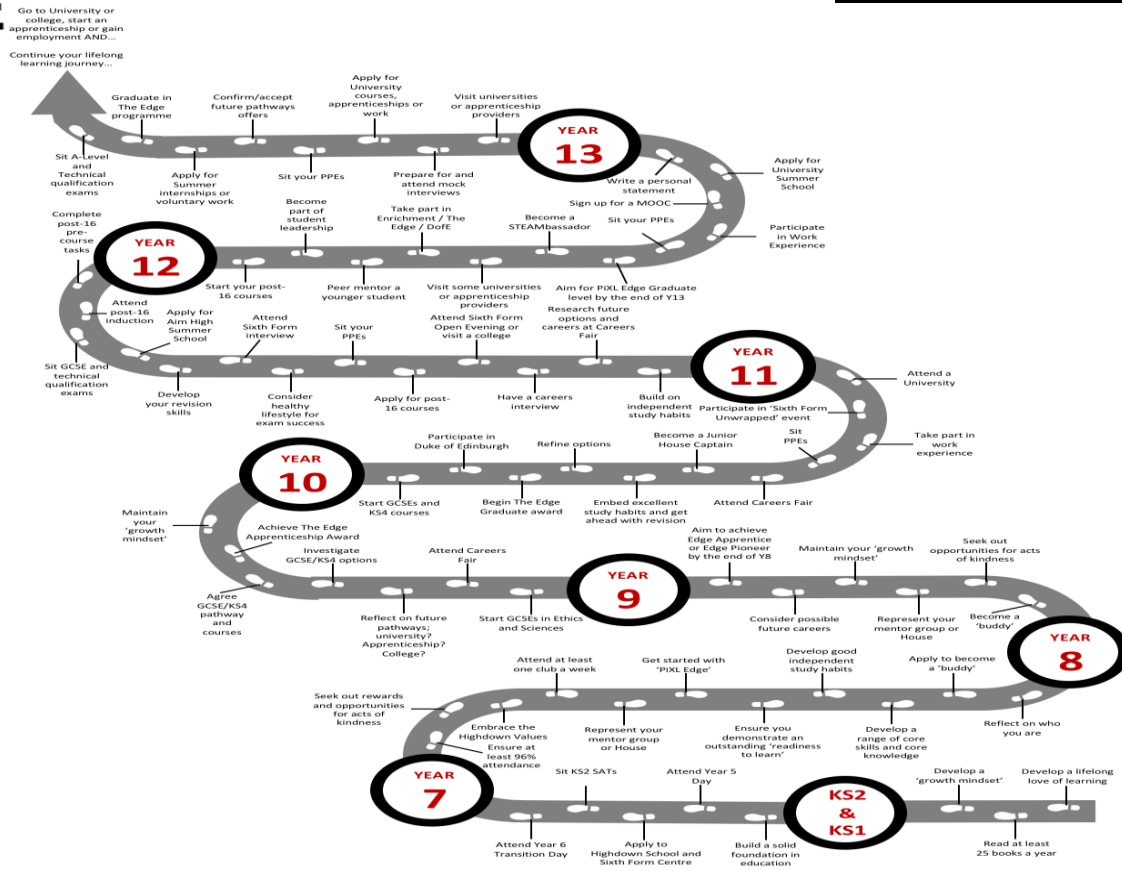 Go to University or
college, start an
apprenticeship or gain
employment AND...
Continue your lifelong
learning journey...
Graduate in
The Edge
programme
Confirm/accept
future pathways
offers
Apply for
University
courses,
apprenticeships or
work
Visit universities
or apprenticeship
providers
YEAR
13
Sit A-Level
and
Technical
qualification
exams
Apply for
Summer
internships or
voluntary work
Sit your PPEs
Prepare for and
attend mock
interviews
Write a personal
statement
Apply for
University
Summer
School
Sign up for a MOOC
Participate
in Work
Experience
Complete
post-16
pre-
course
tasks
YEAR
12
Become
part of
student
leadership
Take part in
Enrichment / The
Edge / DofE
Become a
STEAMbassador
Sit your PPEs
Start your post-
16 courses
Peer mentor a
younger student
Visit some universities
or apprenticeship
providers
Aim for PiXL Edge Graduate
level by the end of Y13
Attend
post-16
induction
Apply for
Aim High
Summer
School
Attend
Sixth Form
interview
Sit your
PPEs
Attend Sixth Form
Open Evening or
visit a college
Research future
options and
careers at Careers
Fair
YEAR
11
Sit GCSE and
technical
qualification
exams
Develop
your revision
skills
Consider
healthy
lifestyle for
exam success
Apply for post-
16 courses
Have a careers
interview
Build on
independent
study habits
Attend a
University
Participate in 'Sixth Form
Unwrapped' event
Take part in
work
experience
YEAR
10
Participate in
Duke of Edinburgh
Refine options
Become a Junior
House Captain
Sit
PPEs
Start GCSEs and
KS4 courses
Begin The Edge
Graduate award
Embed excellent
study habits and get
ahead with revision
Attend Careers Fair
Maintain
your
'growth
mindset'
Achieve The Edge
Apprenticeship Award
Investigate
GCSE/KS4 options
Attend Careers
Fair
YEAR
9
Aim to achieve
Edge Apprentice
or Edge Pioneer
by the end of Y8
Maintain your 'growth
mindset'
Seek out
opportunities for acts
of kindness
Agree
GCSE/KS4
pathway
and
courses
Reflect on future
pathways;
university?
Apprenticeship?
College?
Start GCSEs in Ethics
and Sciences
Consider possible
future careers
Represent your
mentor group or
House
Become a
'buddy'
YEAR
8
Seek out rewards
and opportunities
for acts of
kindness
Attend at least
one club a week
Get started with
'PiXL Edge'
Develop good
independent
study habits
Apply to become
a 'buddy'
Embrace the
Highdown Values
Ensure at
least 96%
attendance
Represent your
mentor group
or House
Ensure you
demonstrate an
outstanding 'readiness
to learn'
Develop a
range of core
skills and core
knowledge
Reflect on who
you are
YEAR
7
Sit KS2 SATs
Attend Year 5
Day
KS2
&
KS1
Develop a
'growth mindset'
Develop a lifelong
love of learning
Attend Year 6
Transition Day
Apply to
Highdown School and
Sixth Form Centre
Build a solid
foundation in
education
Read at least
25 books a year